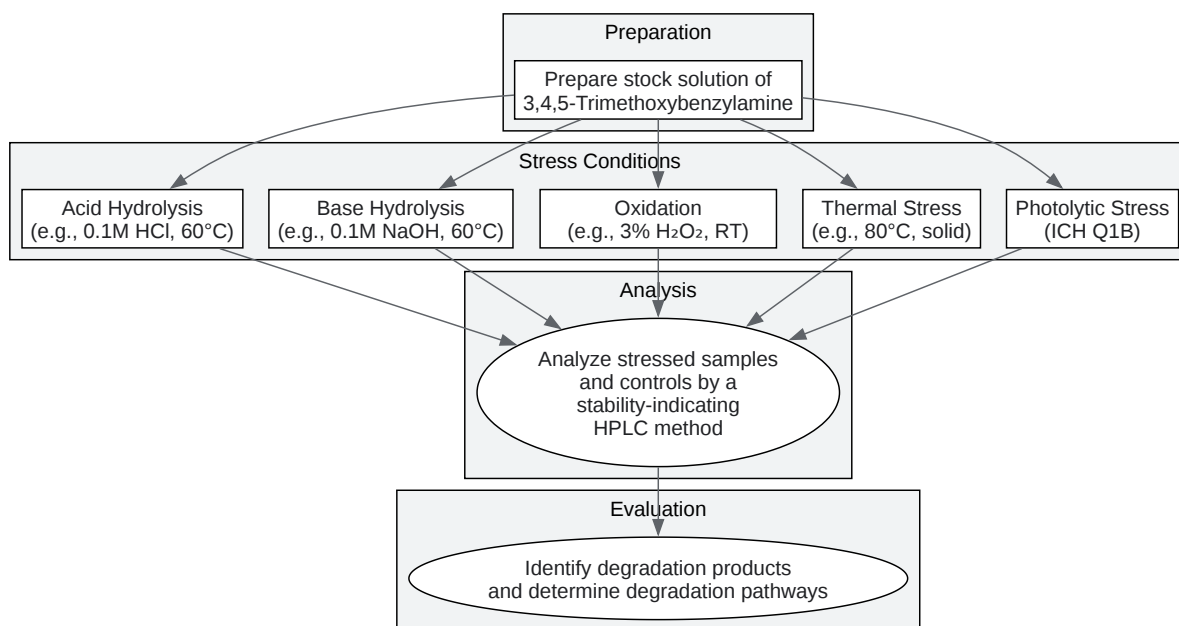 Preparation
Prepare stock solution of
3,4,5-Trimethoxybenzylamine
Stress Conditions
Acid Hydrolysis
(e.g., 0.1M HCl, 60°C)
Base Hydrolysis
(e.g., 0.1M NaOH, 60°C)
Oxidation
(e.g., 3% H₂O₂, RT)
Thermal Stress
(e.g., 80°C, solid)
Photolytic Stress
(ICH Q1B)
Analysis
Analyze stressed samples
and controls by a
stability-indicating
HPLC method
Evaluation
Identify degradation products
and determine degradation pathways